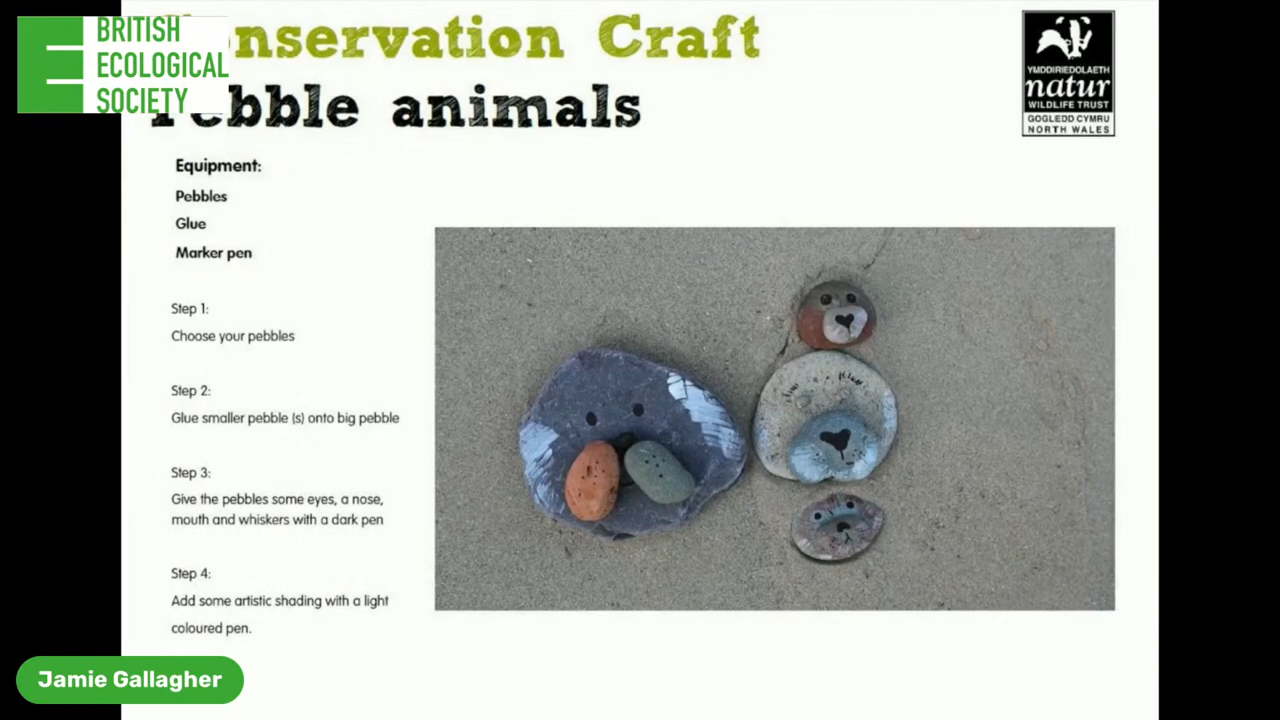 BRITISH
ECOLOGICAL
SOCIETY
onservation Craft
bble animals
YMDDIRIEDOLAETH
natur
WILDLIFE TRUST
GOGLEDD CYMRU
NORTH WALES
Equipment:
Pebbles
Glue
Marker pen
Step 1:
Choose your pebbles
Step 2:
Glue smaller pebble (s) onto big pebble
Step 3:
Give the pebbles some eyes, a nose,
mouth and whiskers with a dark pen
Step 4:
Add some artistic shading with a light
coloured pen.
Jamie Gallagher